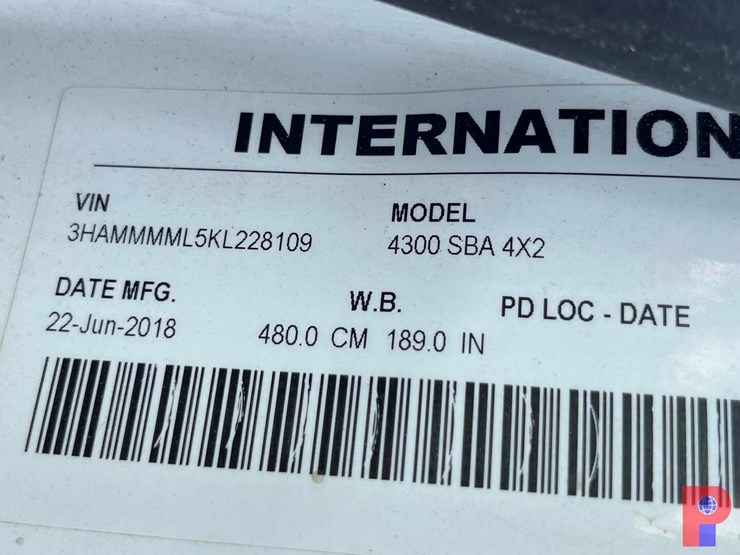 INTERNATION
VIN
MODEL
3HAMMMML5KL228109
4300 SBA 4X2
DATE MFG.
W.B.
PD LOC - DATE
22-Jun-2018
480.0 CM 189.0 IN